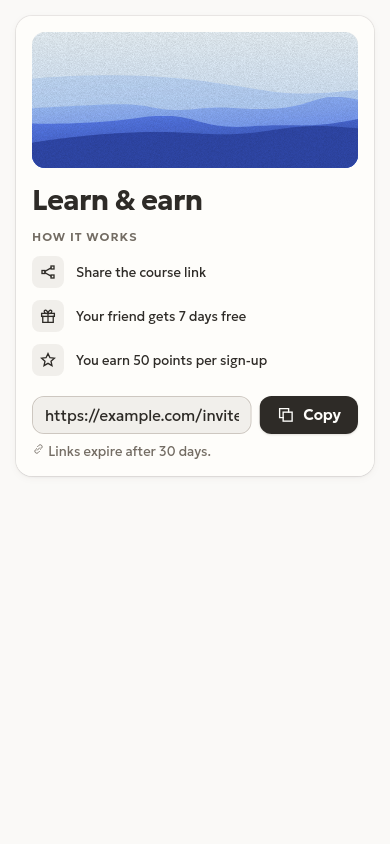 Learn & earn
HOW IT WORKS
Share the course link
Your friend gets 7 days free
You earn 50 points per sign-up
https://example.com/invite
Copy
Links expire after 30 days.